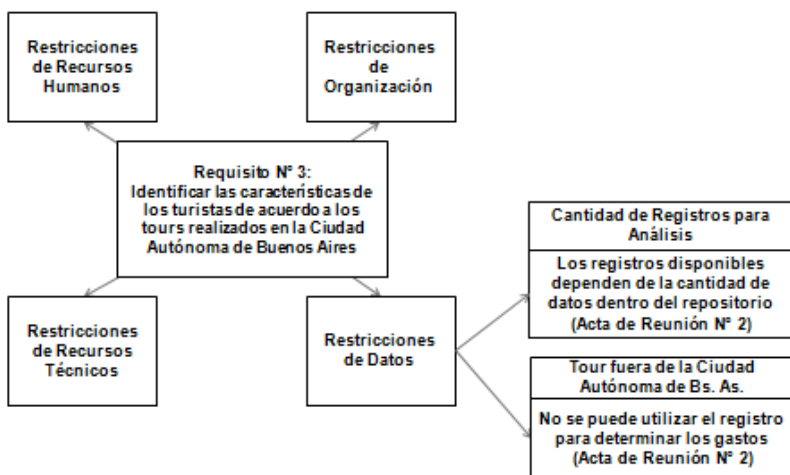 Restricciones
de Recursos
Humanos
Restricciones
de
Organización
Requisito N° 3:
Identificar las características de
los turistas de acuerdo a los
tours realizados en la Ciudad
Autónoma de Buenos Aires
Restricciones
de Recursos
Técnicos
Restricciones
de Datos
Cantidad de Registros para
Análisis
Los registros disponibles
dependen de la cantidad de
datos dentro del repositorio
(Acta de Reunión N° 2)
Tour fuera de la Ciudad
Autónoma de Bs. As.
No se puede utilizar el registro
para determinar los gastos
(Acta de Reunión N° 2)